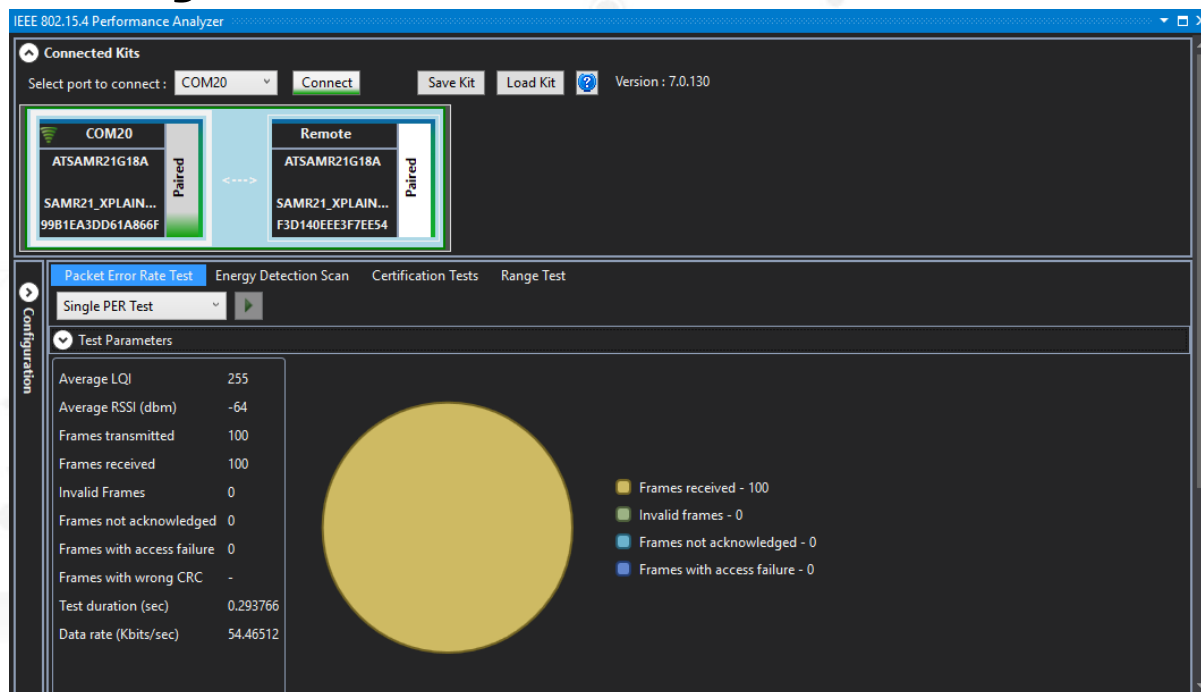 IEEE 802.15.4 Performance Analyzer
Connected Kits
Select port to connect : COM20 Connect Save Kit Load Kit ? Version : 7.0.130
COM20 Remote
ATSAMR21G18A Paired <---> ATSAMR21G18A Paired
SAMR21_XPLAIN... SAMR21_XPLAIN...
99B1EA3DD61A866F F3D140EEE3F7EE54
Configuration
Packet Error Rate Test Energy Detection Scan Certification Tests Range Test
Single PER Test
Test Parameters
Average LQI 255
Average RSSI (dbm) -64
Frames transmitted 100
Frames received 100
Invalid Frames 0
Frames not acknowledged 0
Frames with access failure 0
Frames with wrong CRC -
Test duration (sec) 0.293766
Data rate (Kbits/sec) 54.46512
Frames received - 100
Invalid frames - 0
Frames not acknowledged - 0
Frames with access failure - 0